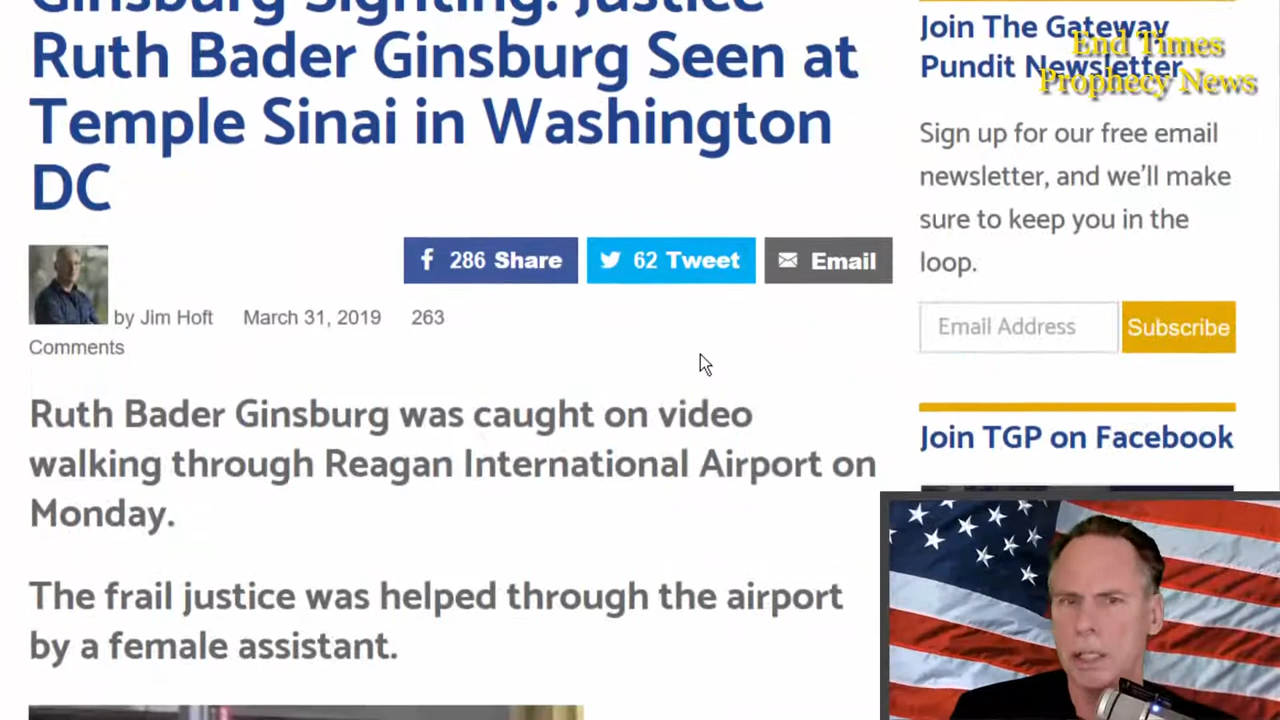 Ginsburg Sighting: Justice
Ruth Bader Ginsburg Seen at
Temple Sinai in Washington
DC
286 Share
62 Tweet
Email
by Jim Hoft March 31, 2019 263
Comments
Ruth Bader Ginsburg was caught on video
walking through Reagan International Airport on
Monday.
The frail justice was helped through the airport
by a female assistant.
Join The Gateway
Pundit Newsletter
End Times
Prophecy News
Sign up for our free email
newsletter, and we'll make
sure to keep you in the
loop.
Email Address
Subscribe
Join TGP on Facebook